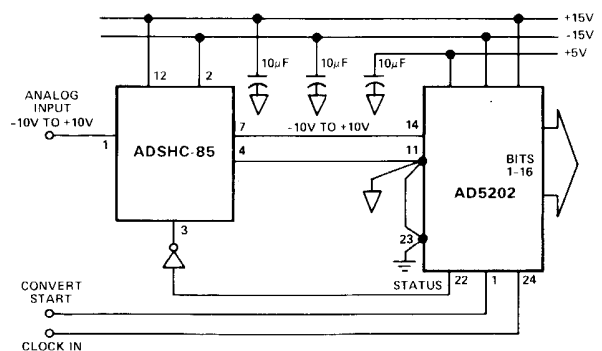 +15V
-15V
+5V
12
2
10μF
10μF
10μF
ANALOG
INPUT
-10V TO +10V
1
ADSHC-85
7
-10V TO +10V
14
4
11
BITS
1-16
AD5202
3
23
STATUS
22
1
24
CONVERT
START
CLOCK IN